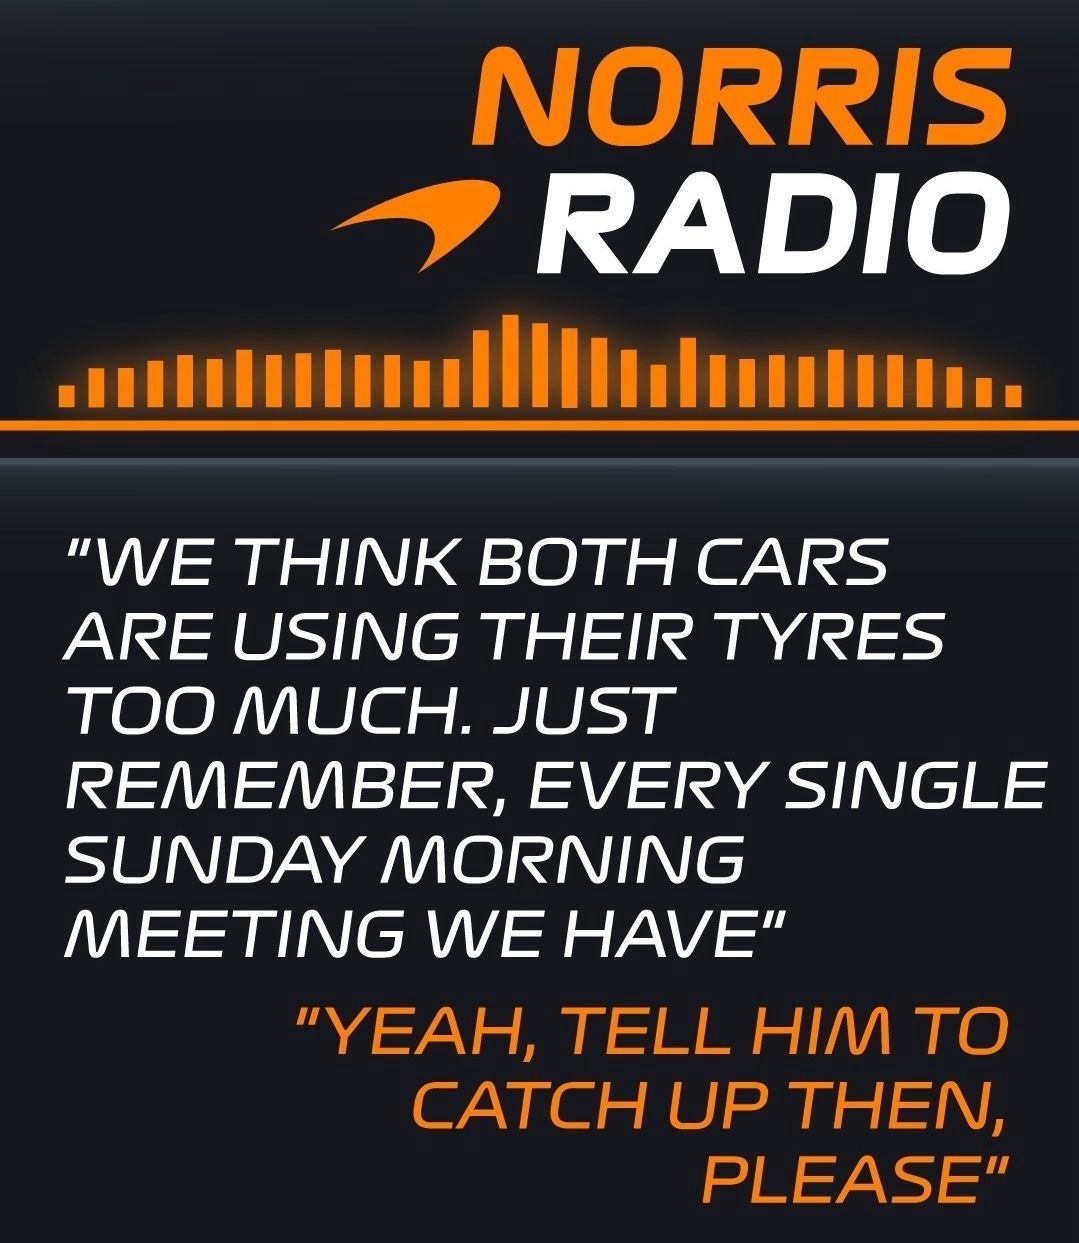 NORRIS
RADIO
"WE THINK BOTH CARS
ARE USING THEIR TYRES
TOO MUCH. JUST
REMEMBER, EVERY SINGLE
SUNDAY MORNING
MEETING WE HAVE"
"YEAH, TELL HIM TO
CATCH UP THEN,
PLEASE"